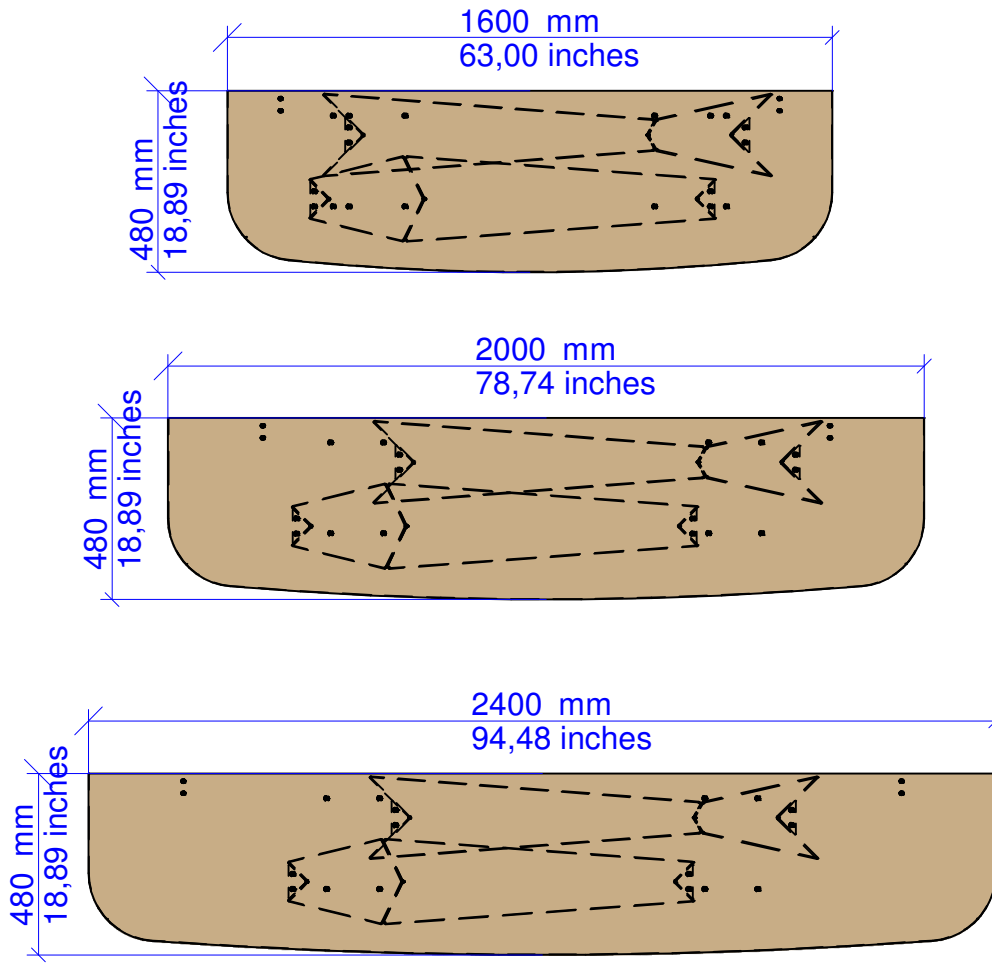 1600 mm
63,00 inches
480 mm
18,89 inches
2000 mm
78,74 inches
480 mm
18,89 inches
2400 mm
94,48 inches
480 mm
18,89 inches